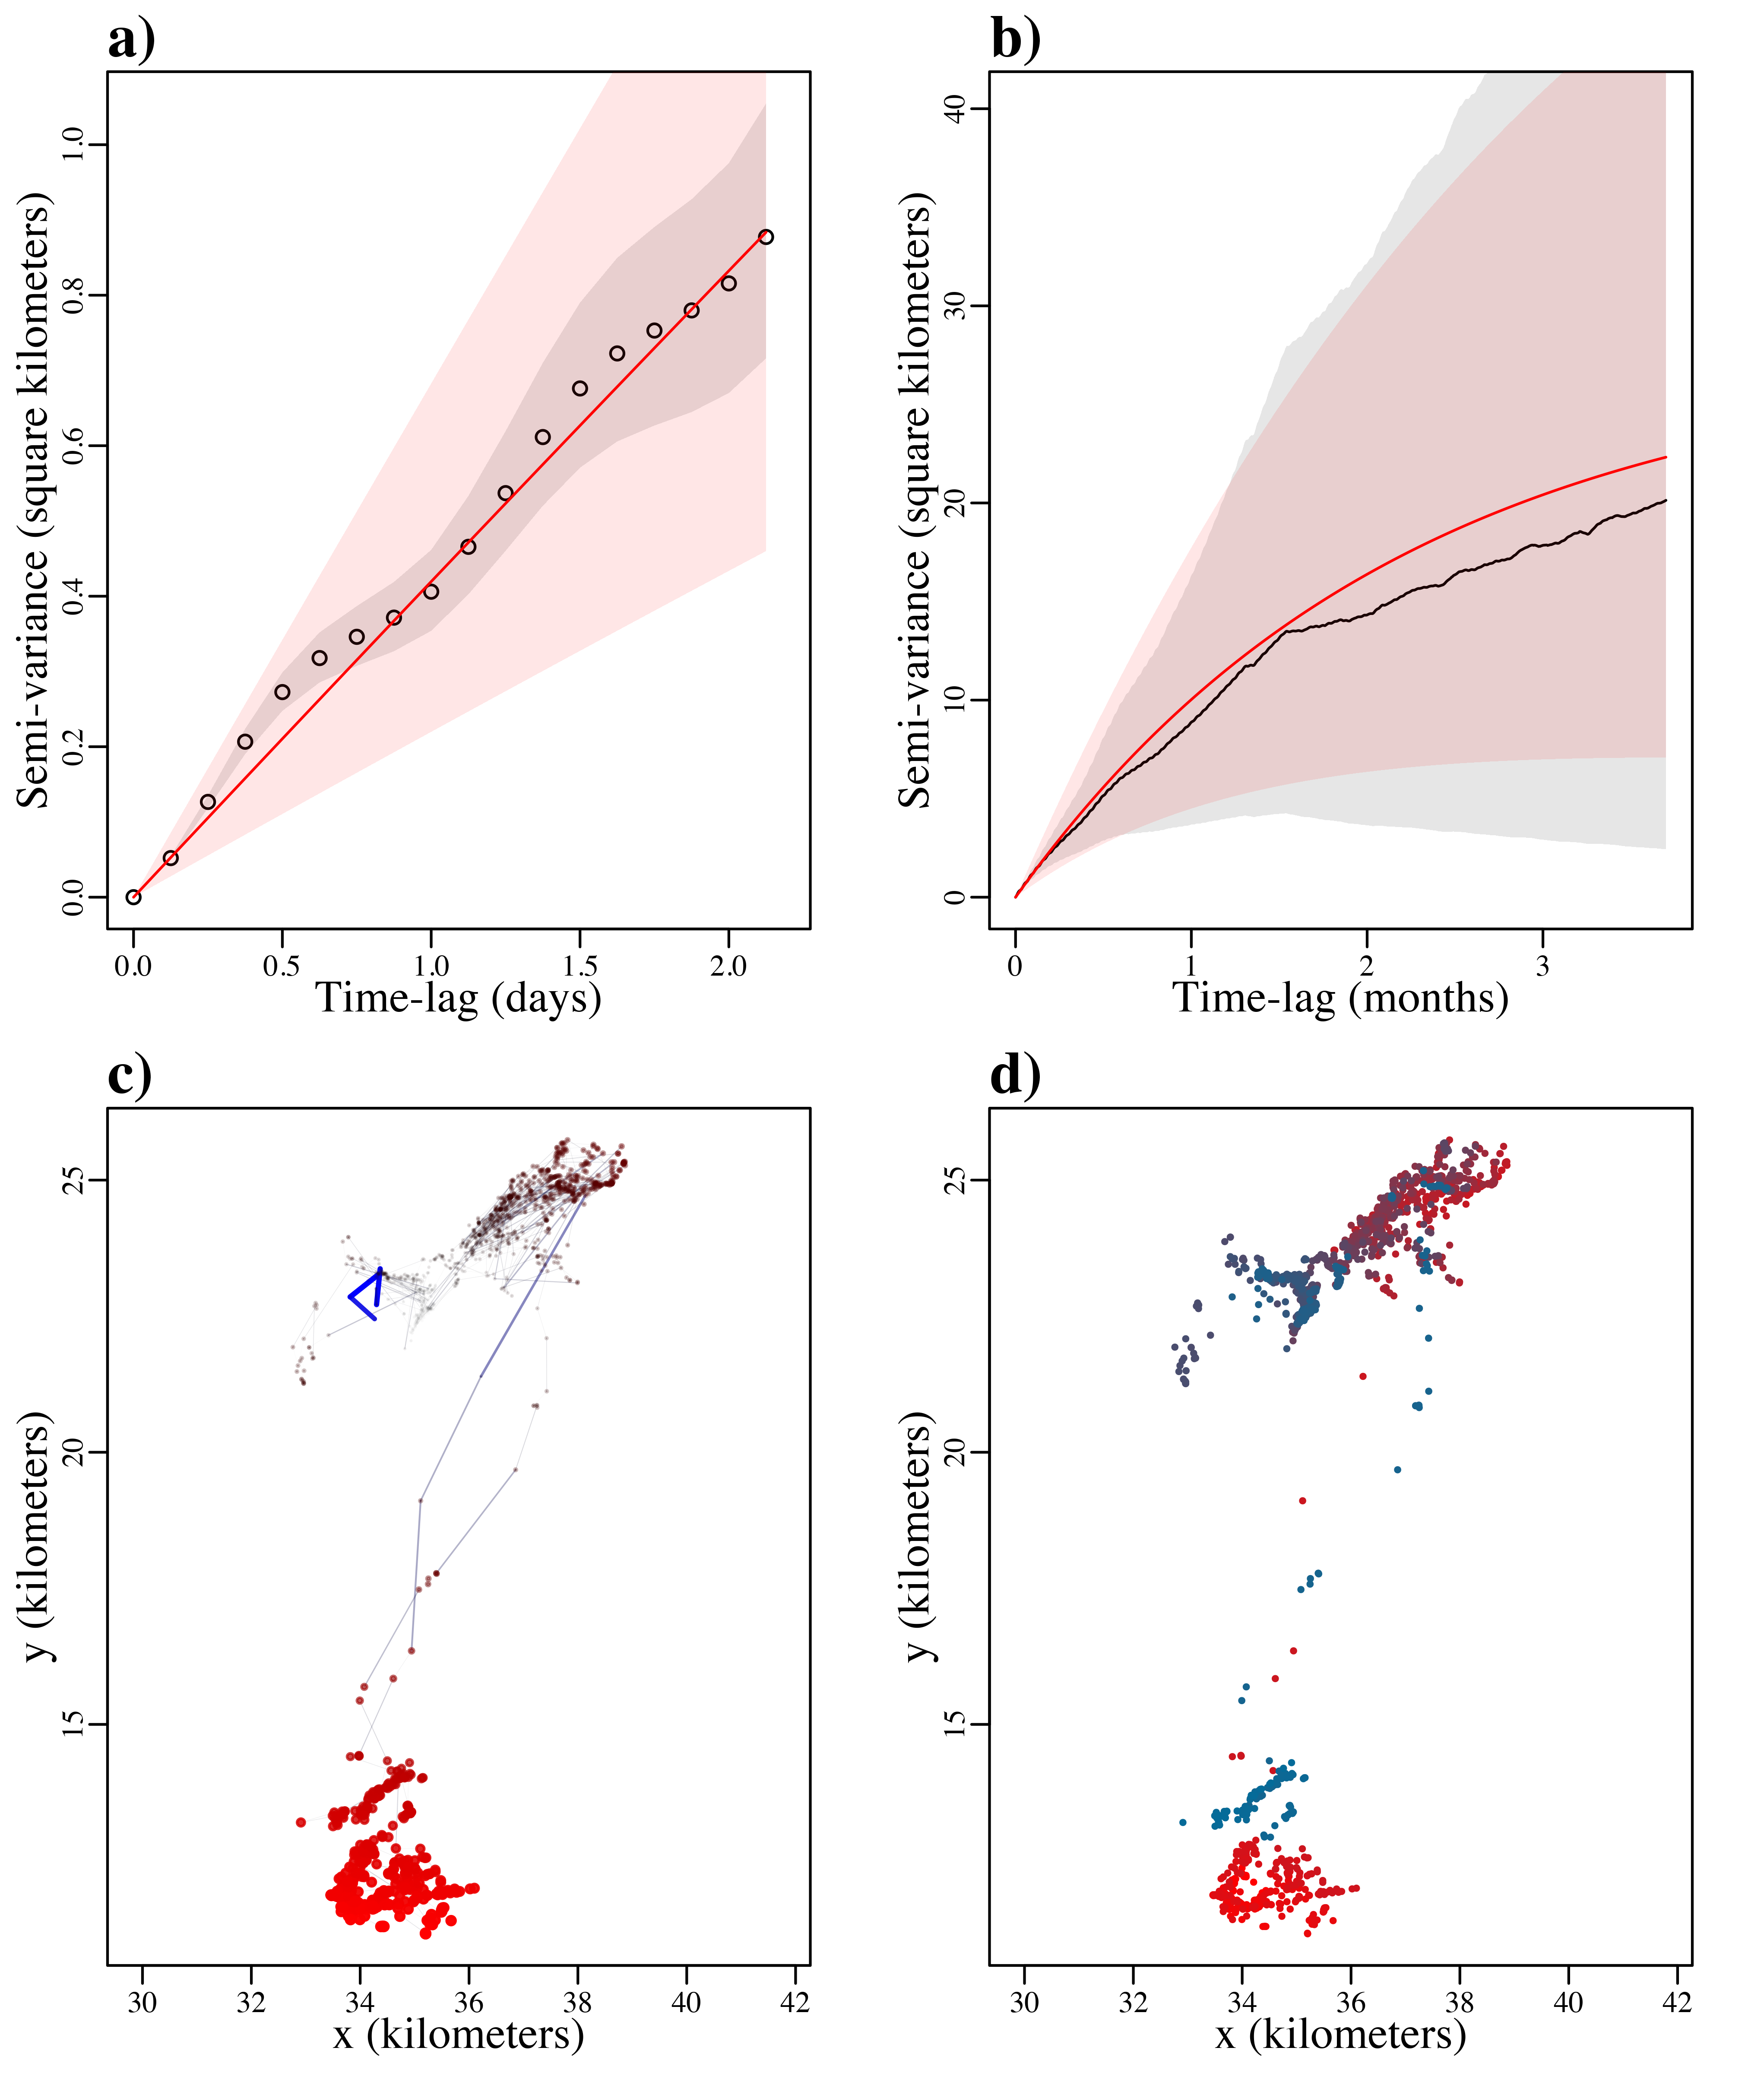 a)
Semi-variance (square kilometers)
0.0 0.2 0.4 0.6 0.8 1.0
0.0 0.5 1.0 1.5 2.0
Time-lag (days)
b)
Semi-variance (square kilometers)
0 10 20 30 40
0 1 2 3
Time-lag (months)
c)
y (kilometers)
15 20 25
30 32 34 36 38 40 42
x (kilometers)
d)
y (kilometers)
15 20 25
30 32 34 36 38 40 42
x (kilometers)